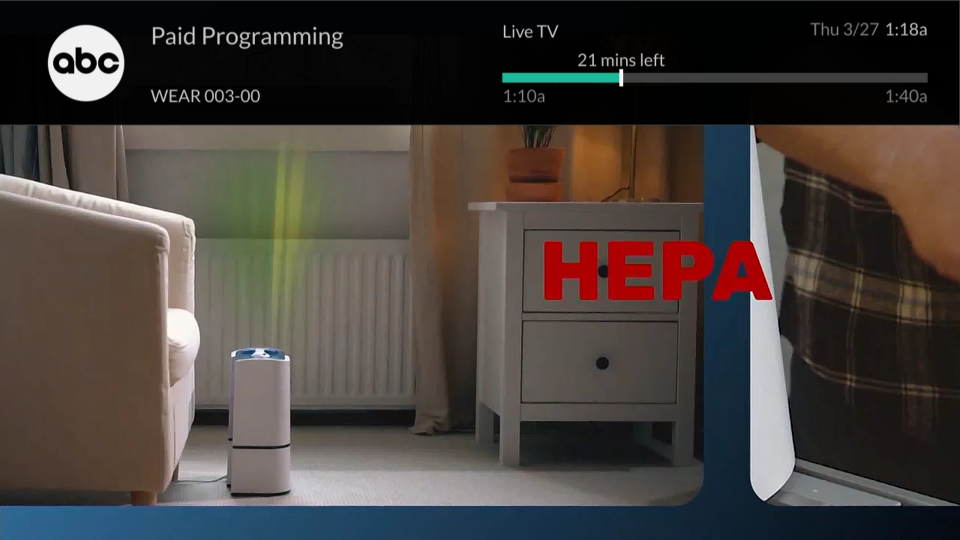 abc
Paid Programming
WEAR 003-00
Live TV
21 mins left
1:10a
1:40a
Thu 3/27 1:18a
HEPA